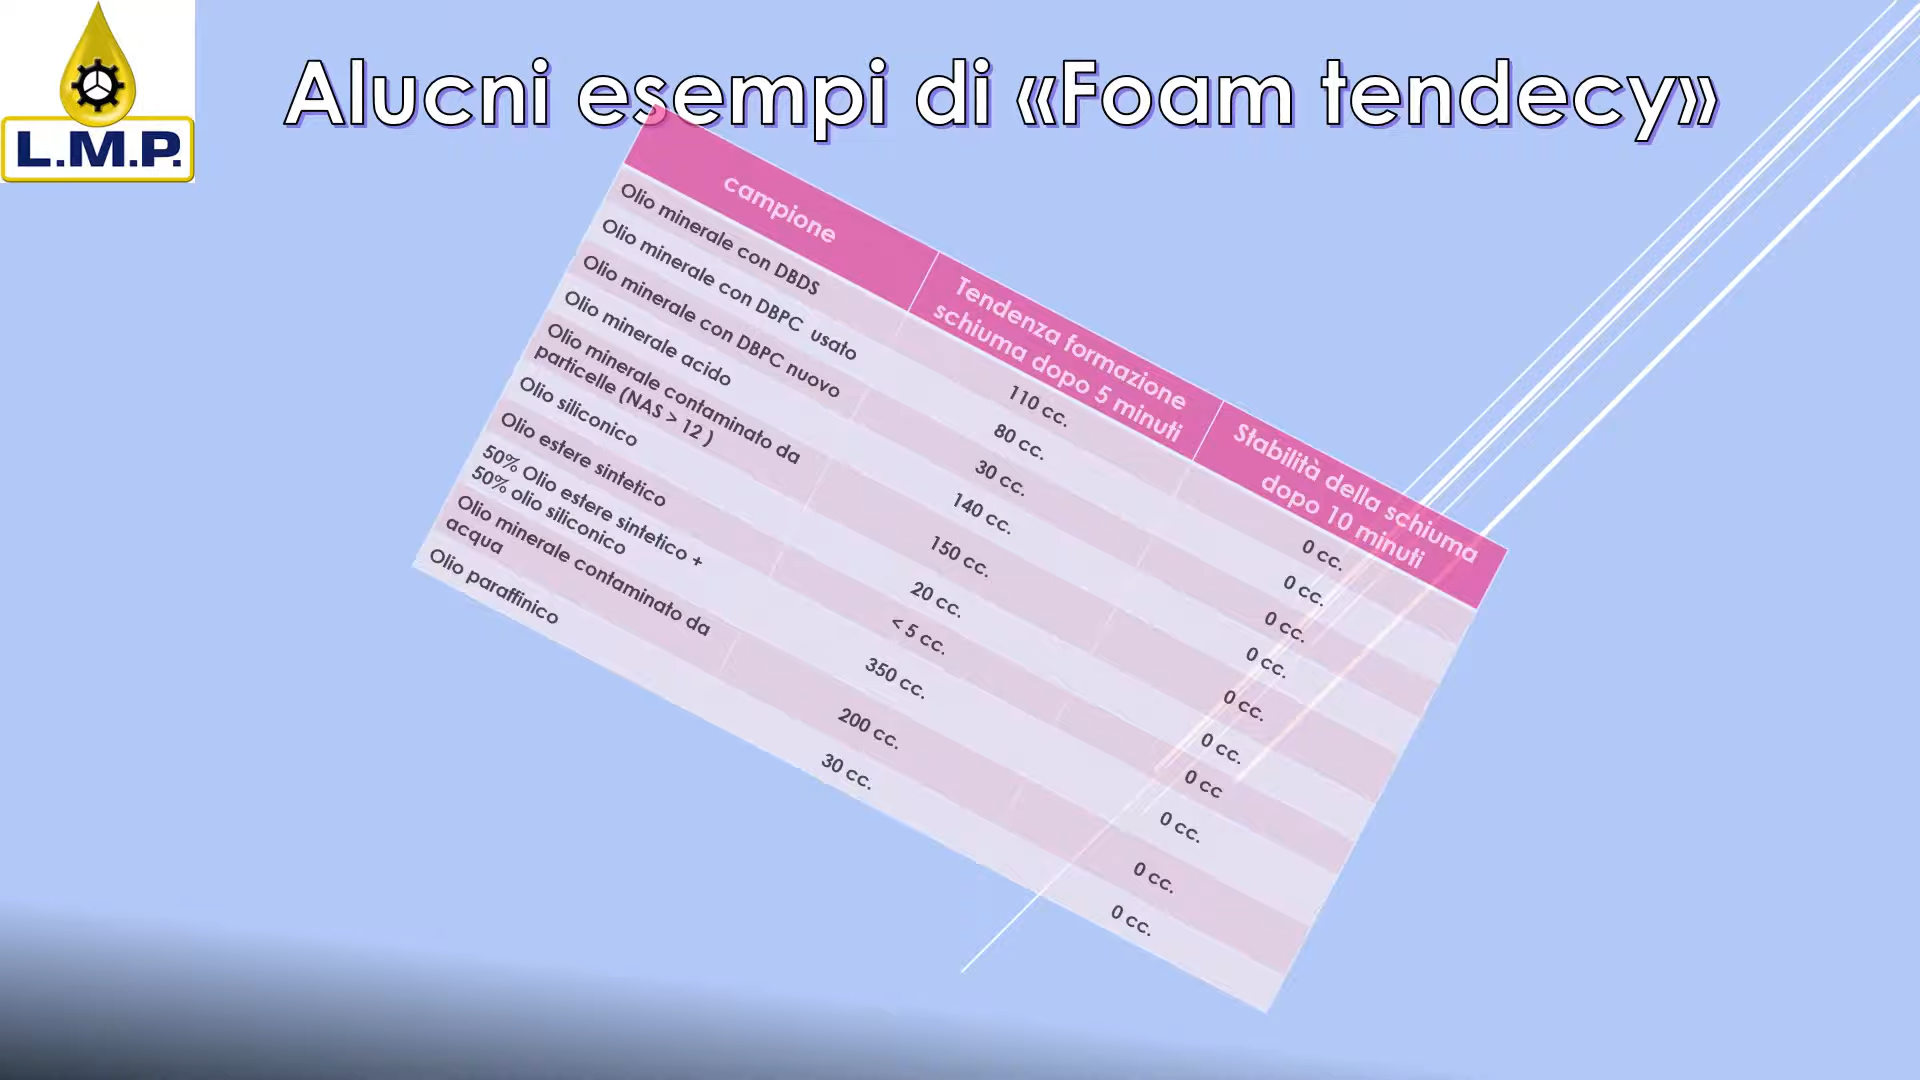 L.M.P.
Alucni esempi di «Foam tendecy»
campione
Tendenza formazione
schiuma dopo 5 minuti
Stabilità della schiuma
dopo 10 minuti
Olio minerale con DBDS
110 cc.
0 cc.
Olio minerale con DBPC usato
80 cc.
0 cc.
Olio minerale con DBPC nuovo
30 cc.
0 cc.
Olio minerale acido
140 cc.
0 cc.
Olio minerale contaminato da
particelle (NAS > 12 )
150 cc.
0 cc.
Olio siliconico
20 cc.
0 cc.
Olio estere sintetico
< 5 cc.
0 cc
50% Olio estere sintetico +
50% olio siliconico
350 cc.
0 cc.
Olio minerale contaminato da
acqua
200 cc.
0 cc.
Olio paraffinico
30 cc.
0 cc.